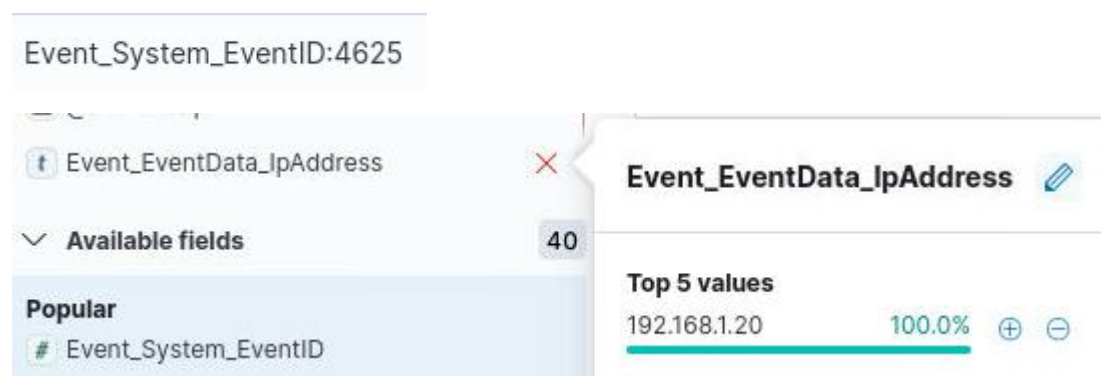 Event_System_EventID:4625
t Event_EventData_IpAddress
Available fields 40
Popular
# Event_System_EventID
Event_EventData_IpAddress
Top 5 values
192.168.1.20 100.0%